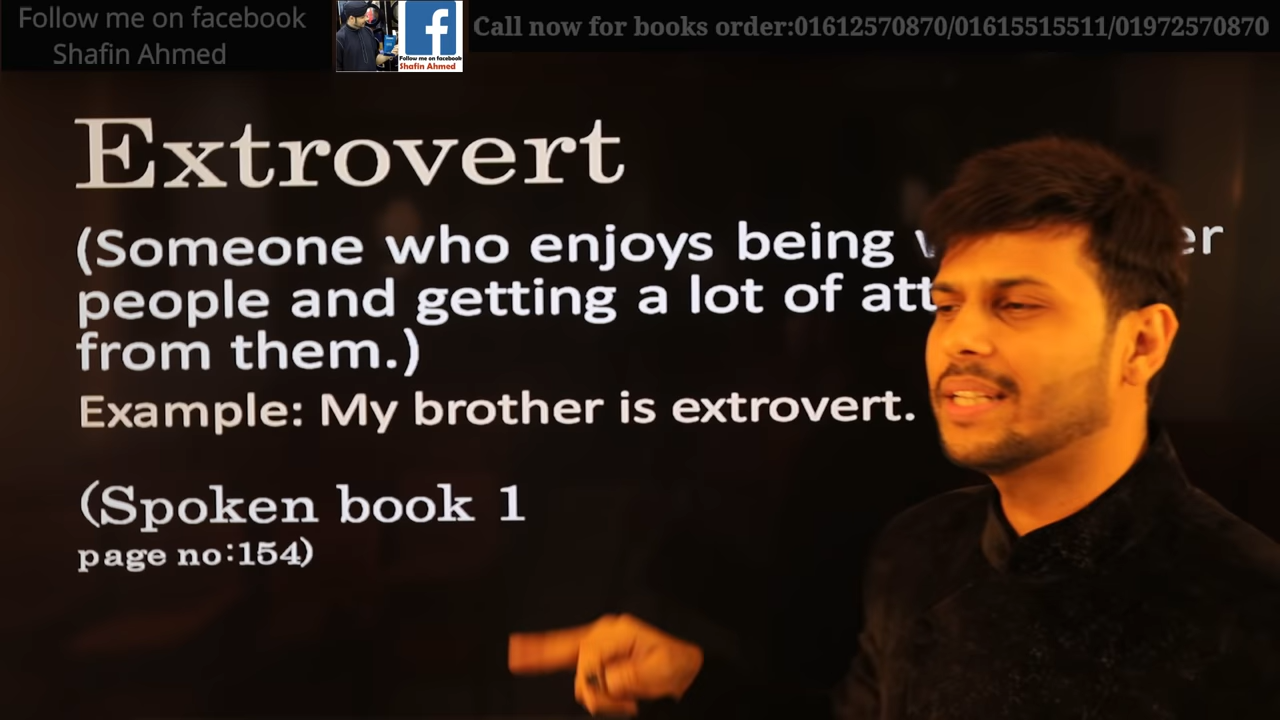 Follow me on facebook
Shafin Ahmed
Follow me on facebook
Shafin Ahmed
Call now for books order:01612570870/01615515511/01972570870
Extrovert
(Someone who enjoys being
people and getting a lot of
from them.)
Example: My brother is extrovert.
(Spoken book 1
page no:154)